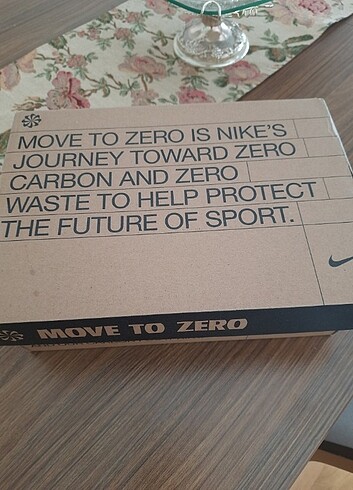 MOVE TO ZERO IS NIKE'S
JOURNEY TOWARD ZERO
CARBON AND ZERO
WASTE TO HELP PROTECT
THE FUTURE OF SPORT.
MOVE TO ZERO